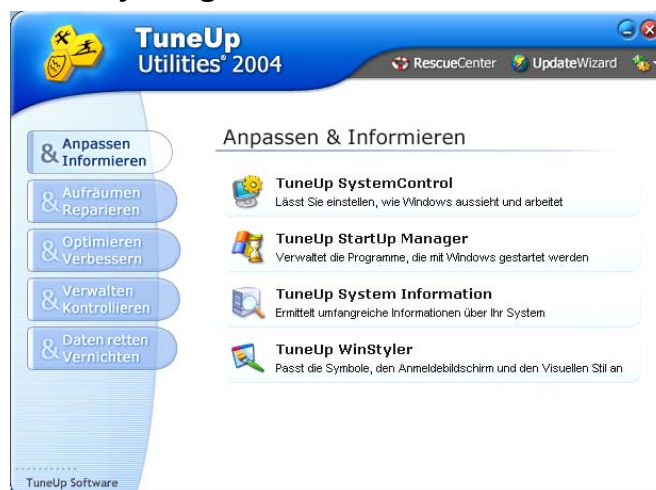 TuneUp
Utilities® 2004
RescueCenter UpdateWizard
& Anpassen
Informieren
& Aufräumen
Reparieren
& Optimieren
Verbessern
& Verwalten
Kontrollieren
& Daten retten
Vernichten
Anpassen & Informieren
TuneUp SystemControl
Lässt Sie einstellen, wie Windows aussieht und arbeitet
TuneUp StartUp Manager
Verwaltet die Programme, die mit Windows gestartet werden
TuneUp System Information
Ermittelt umfangreiche Informationen über Ihr System
TuneUp WinStyler
Passt die Symbole, den Anmeldebildschirm und den Visuellen Stil an
TuneUp Software